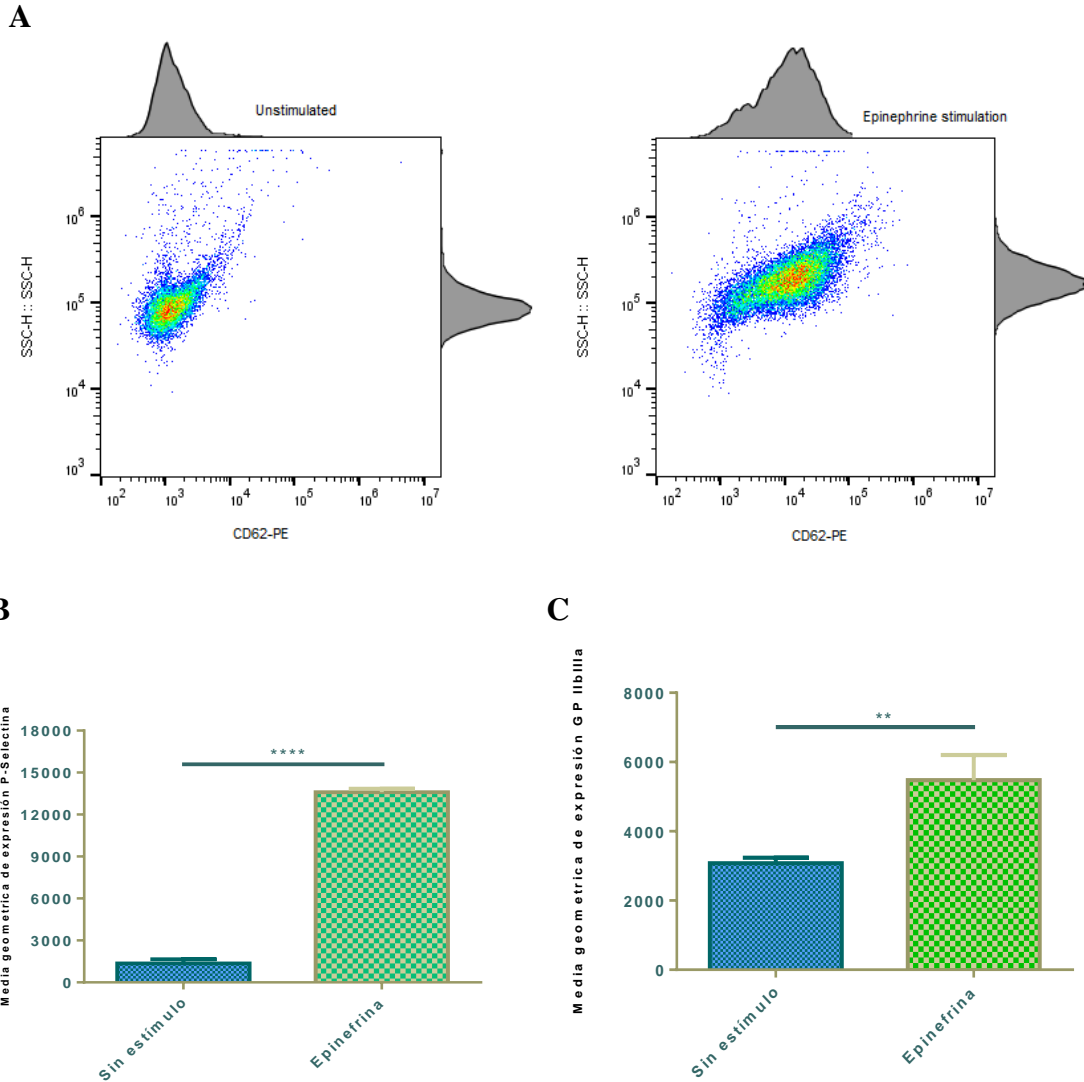 A
Unstimulated
Epinephrine stimulation
SSC-H :: SSC-H
10^6
10^5
10^4
10^3
10^2 10^3 10^4 10^5 10^6 10^7
CD62-PE
SSC-H :: SSC-H
10^6
10^5
10^4
10^3
10^2 10^3 10^4 10^5 10^6 10^7
CD62-PE
B
Media geometrica de expresión P-Selectina
18000
15000
12000
9000
6000
3000
0
****
Sin estímulo
Epinefrina
C
Media geometrica de expresión GP IIbIIIa
8000
6000
4000
2000
0
**
Sin estímulo
Epinefrina